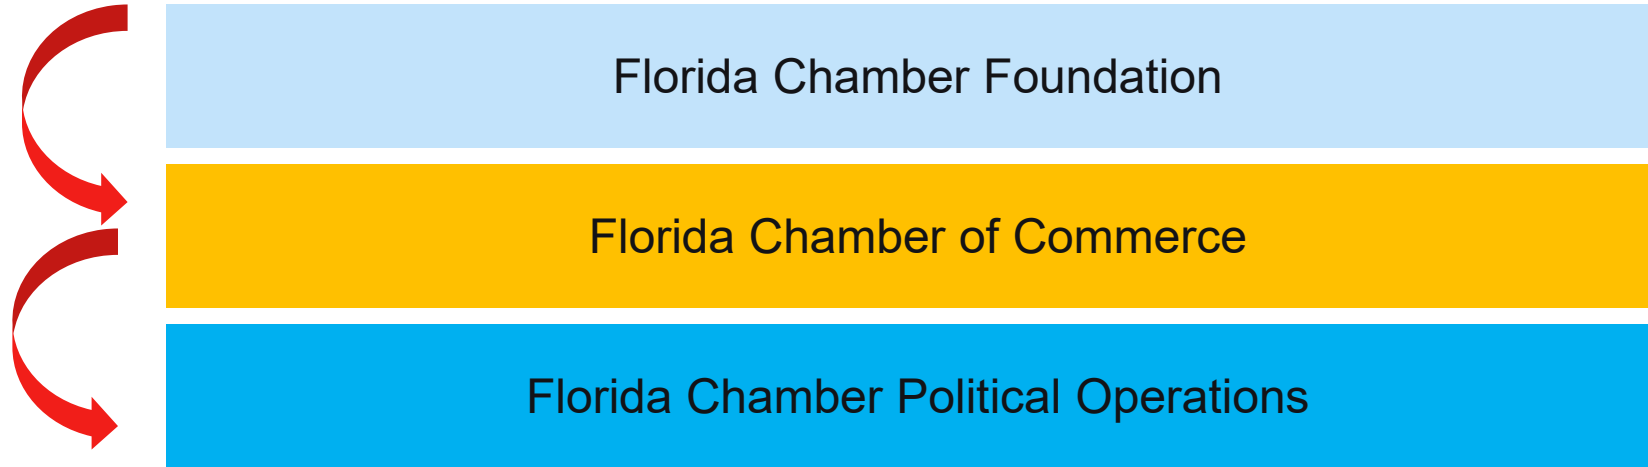 Florida Chamber Foundation
Florida Chamber of Commerce
Florida Chamber Political Operations